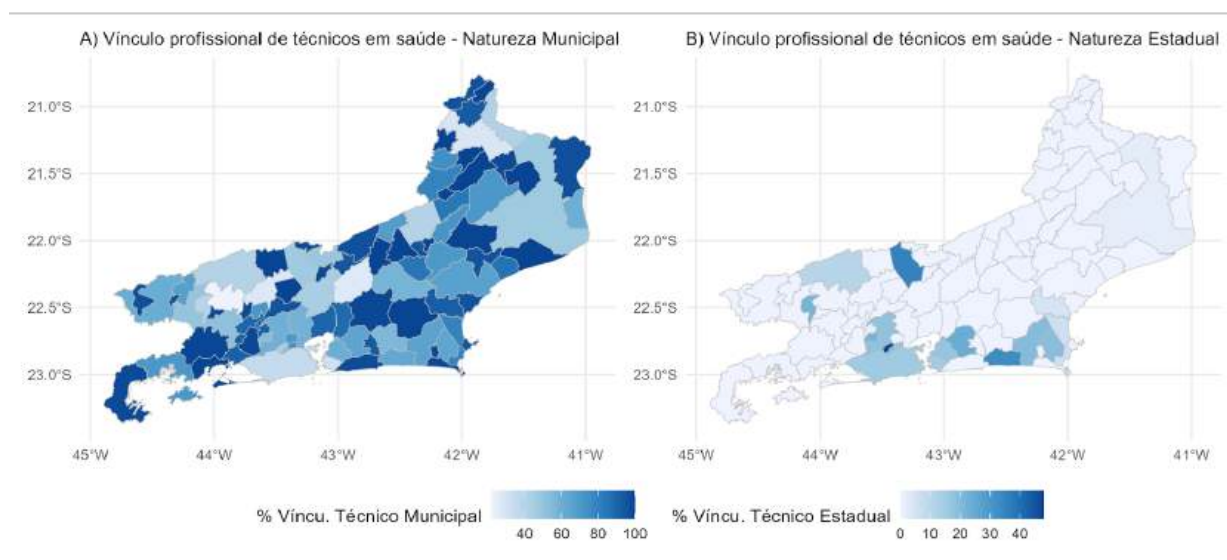 A) Vínculo profissional de técnicos em saúde - Natureza Municipal
21.0°S
21.5°S
22.0°S
22.5°S
23.0°S
45°W 44°W 43°W 42°W 41°W
% Víncu. Técnico Municipal
40 60 80 100
B) Vínculo profissional de técnicos em saúde - Natureza Estadual
21.0°S
21.5°S
22.0°S
22.5°S
23.0°S
45°W 44°W 43°W 42°W 41°W
% Víncu. Técnico Estadual
0 10 20 30 40